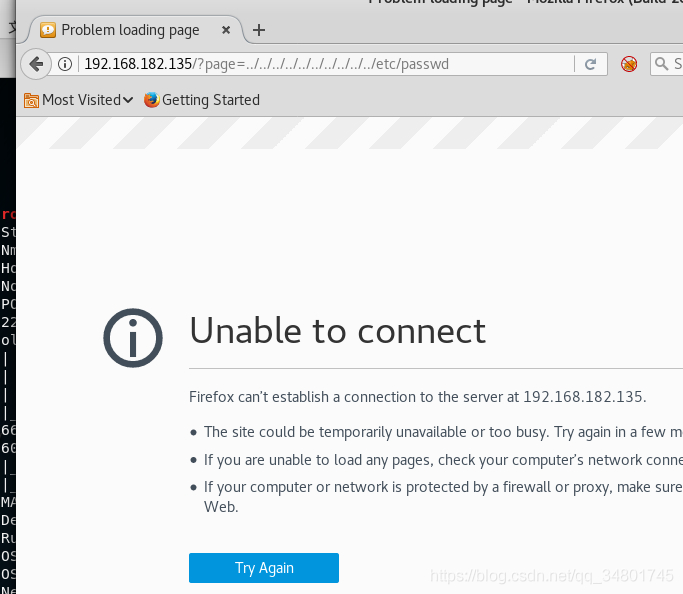 Problem loading page - Mozilla Firefox (Build 20
Problem loading page
192.168.182.135/?page=../../../../../../../../../../etc/passwd
S
Most Visited
Getting Started
ro
St
Nm
Ho
No
PO
22
ol
|
|
|
|_
66
60
|_
|_
MA
De
Ru
OS
OS
Ne
Unable to connect
Firefox can't establish a connection to the server at 192.168.182.135.
• The site could be temporarily unavailable or too busy. Try again in a few m
• If you are unable to load any pages, check your computer's network conne
• If your computer or network is protected by a firewall or proxy, make sure
Web.
Try Again
https://blog.csdn.net/qq_34801745